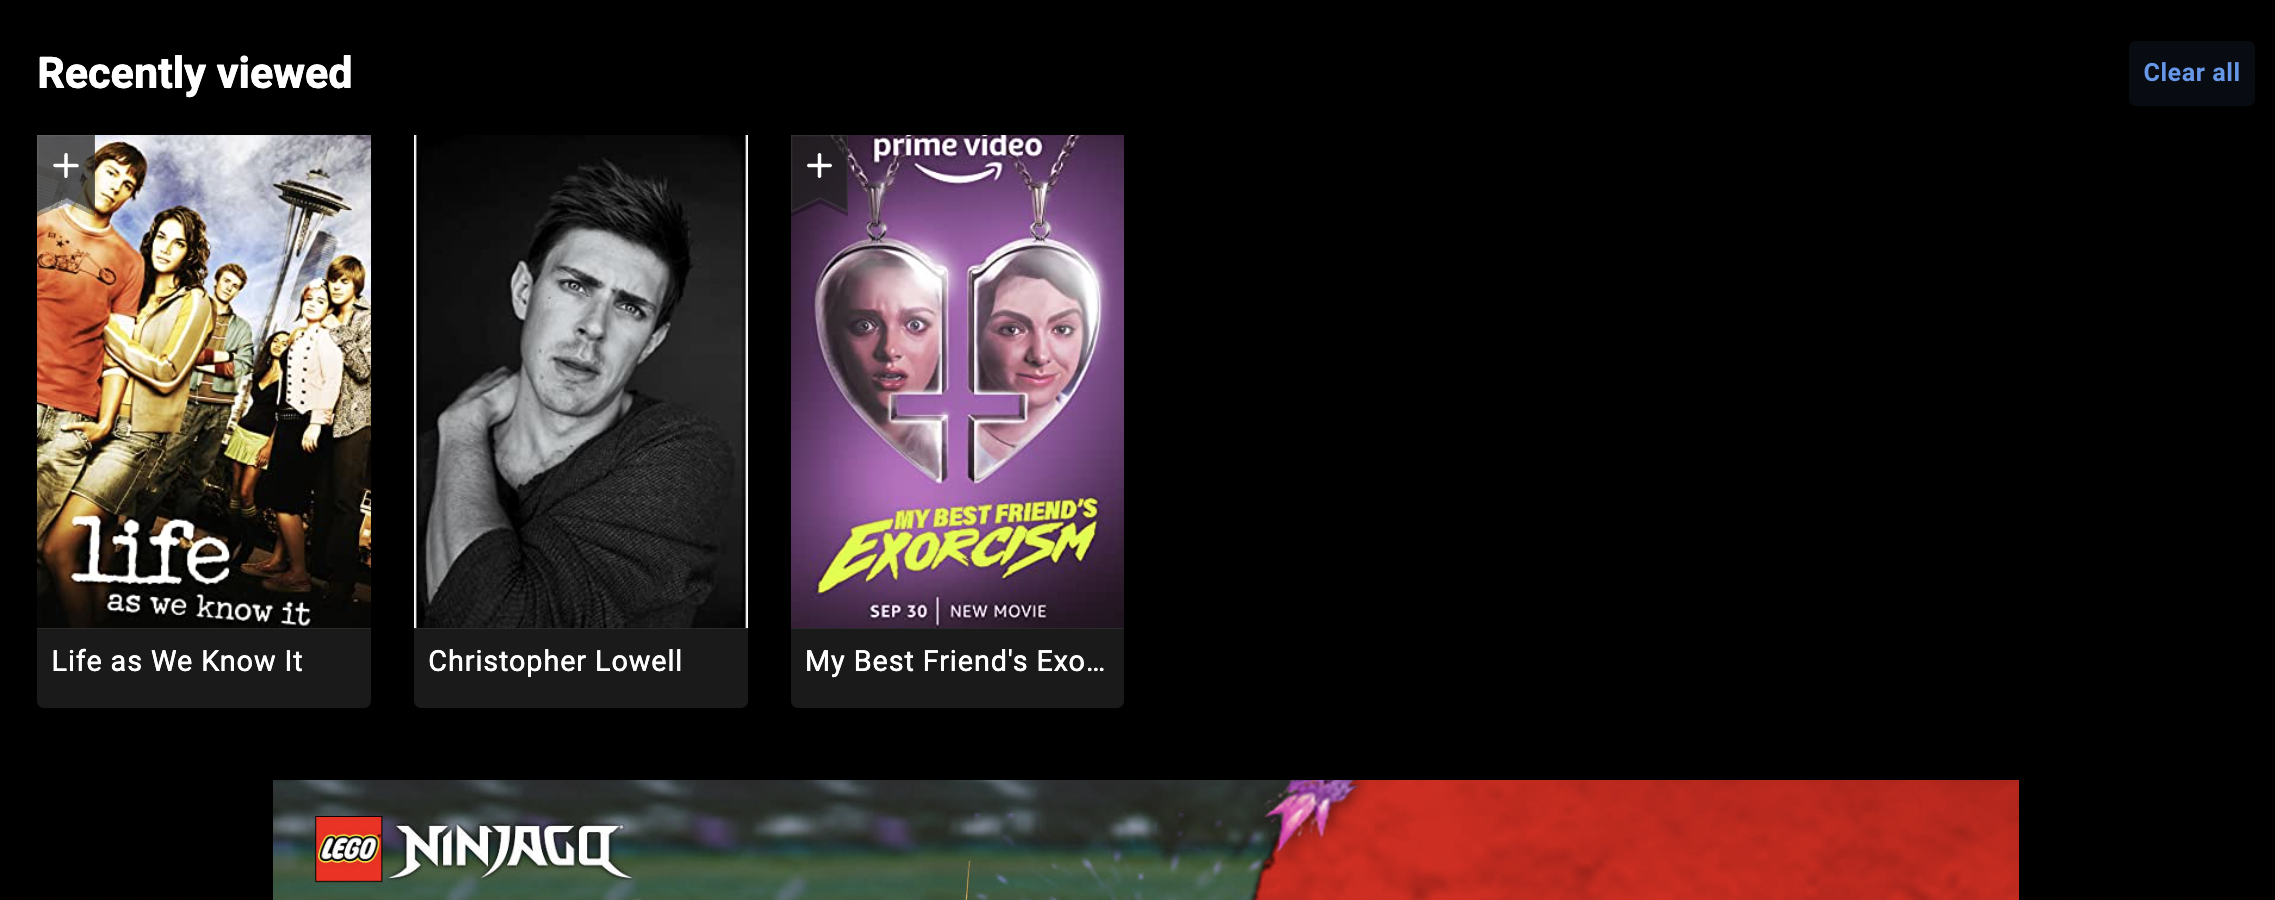 Recently viewed
Clear all
life
as we know it
prime video
MY BEST FRIEND'S
EXORCISM
SEP 30 | NEW MOVIE
Life as We Know It
Christopher Lowell
My Best Friend's Exo...
LEGO NINJAGO